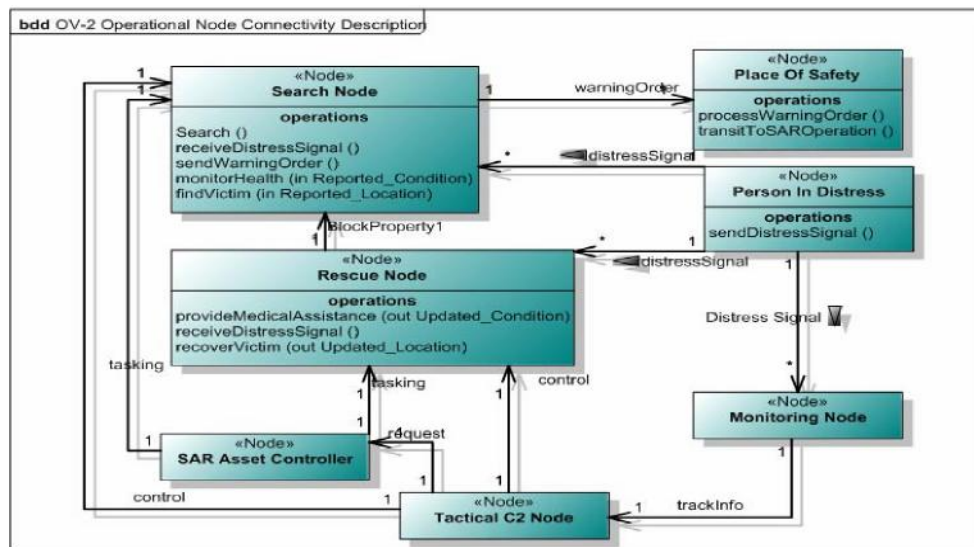 bdd OV-2 Operational Node Connectivity Description
«Node»
Search Node
operations
Search ()
receiveDistressSignal ()
sendWarningOrder ()
monitorHealth (in Reported_Condition)
findVictim (in Reported_Location)
1
1
1
warningOrder
«Node»
Place Of Safety
operations
processWarningOrder ()
transitToSAROperation ()
*
distressSignal
1
«Node»
Person In Distress
operations
sendDistressSignal ()
BlockProperty1
1
*
1
distressSignal
1
«Node»
Rescue Node
operations
provideMedicalAssistance (out Updated_Condition)
receiveDistressSignal ()
recoverVictim (out Updated_Location)
Distress Signal
*
tasking
tasking
1
control
1
«Node»
Monitoring Node
1
request
1
1
«Node»
SAR Asset Controller
control
1
1
1
1
«Node»
Tactical C2 Node
1
trackInfo